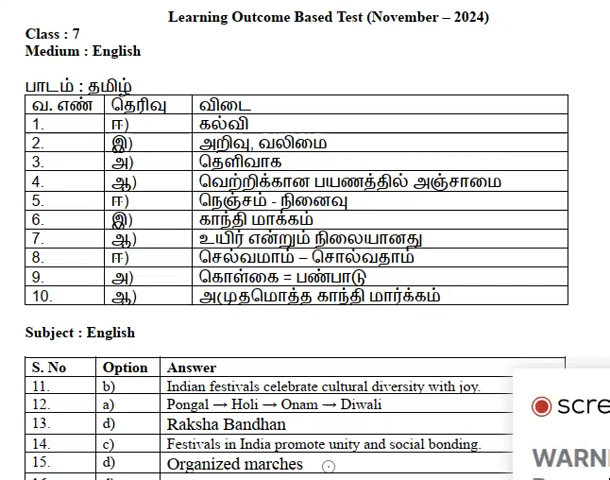 Learning Outcome Based Test (November – 2024)
Class : 7
Medium : English
பாடம் : தமிழ்
வ. எண் தெரிவு விடை
1. ஈ) கல்வி
2. இ) அறிவு, வலிமை
3. அ) தெளிவாக
4. ஆ) வெற்றிக்கான பயணத்தில் அஞ்சாமை
5. ஈ) நெஞ்சம் - நினைவு
6. இ) காந்தி மாக்கம்
7. ஆ) உயிர் என்றும் நிலையானது
8. ஈ) செல்வமாம் – சொல்வதாம்
9. அ) கொள்கை = பண்பாடு
10. ஆ) அமுதமொத்த காந்தி மார்க்கம்
Subject : English
S. No Option Answer
11. b) Indian festivals celebrate cultural diversity with joy.
12. a) Pongal → Holi → Onam → Diwali
13. d) Raksha Bandhan
14. c) Festivals in India promote unity and social bonding.
15. d) Organized marches
scre
WARN